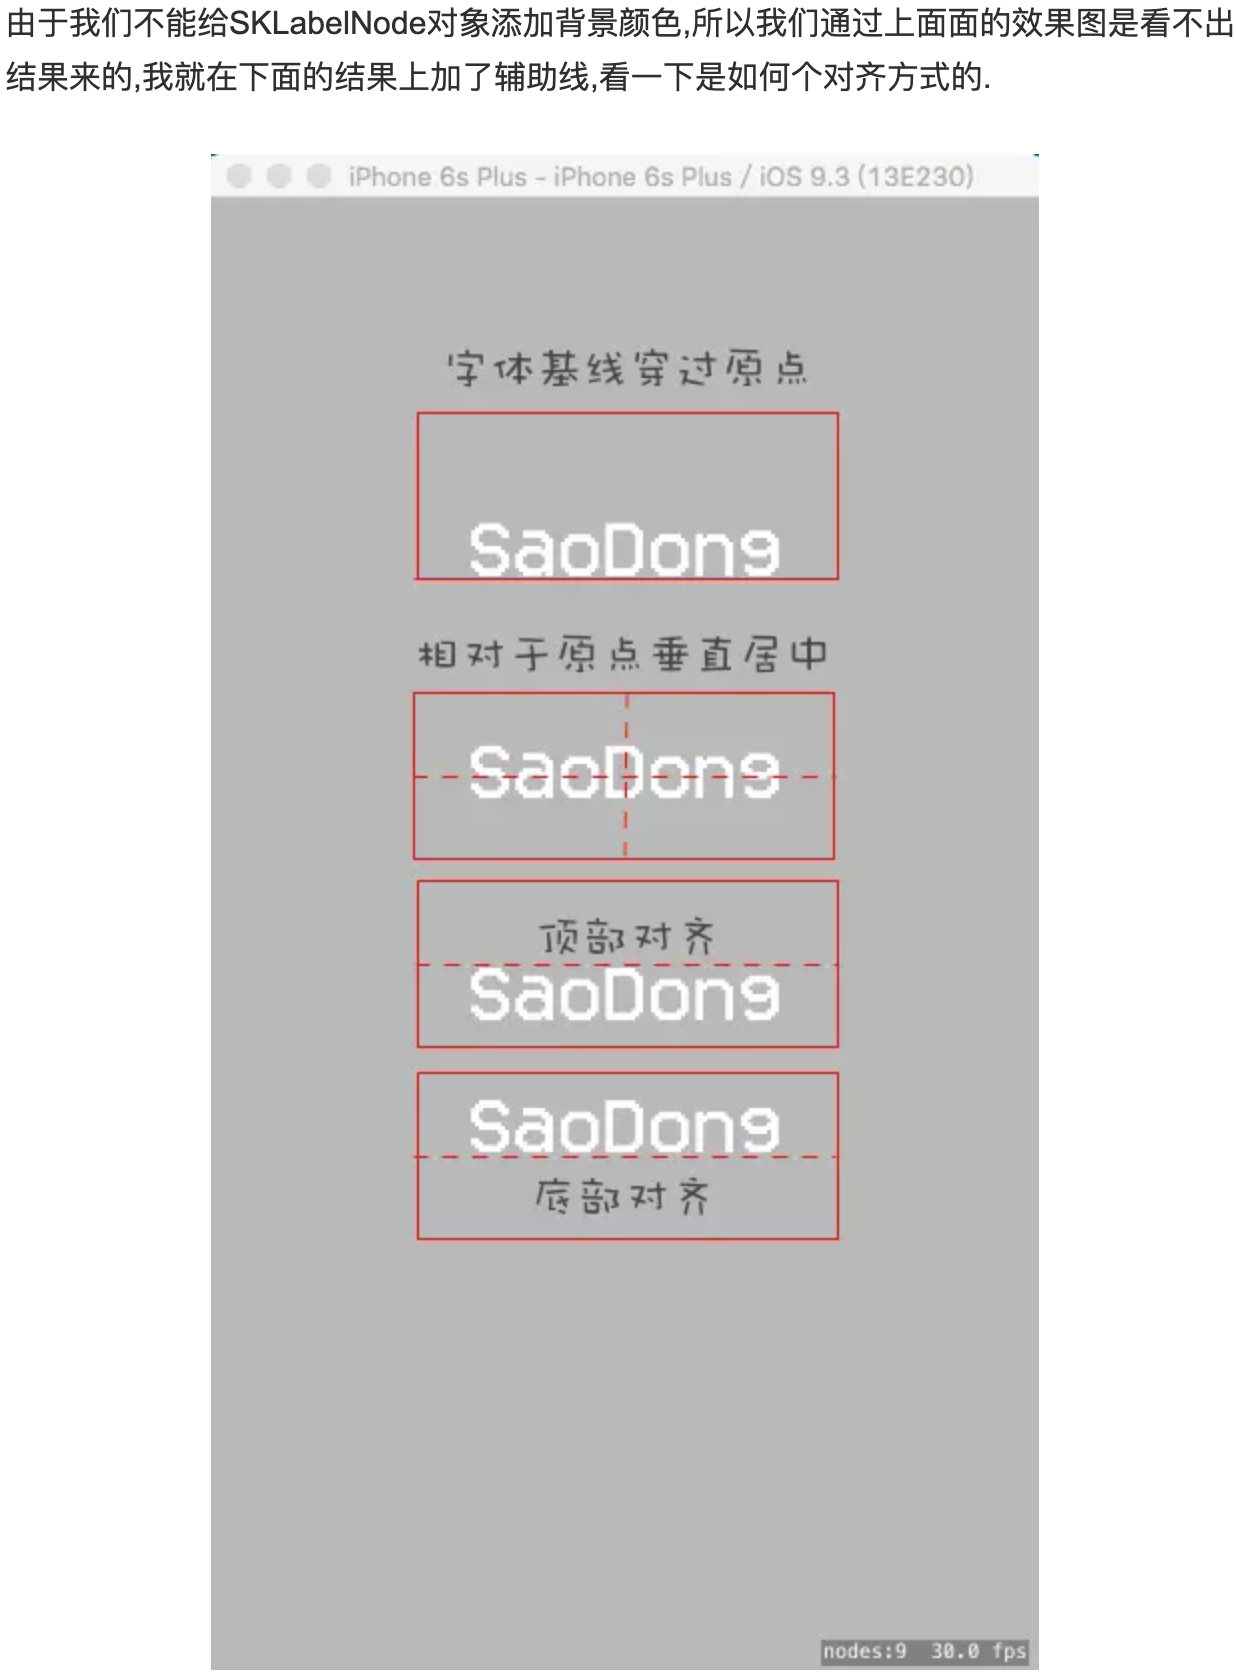 由于我们不能给SKLabelNode对象添加背景颜色,所以我们通过上面面的效果图是看不出
结果来的,我就在下面的结果上加了辅助线,看一下是如何个对齐方式的.
iPhone 6s Plus - iPhone 6s Plus / iOS 9.3 (13E230)
字体基线穿过原点
SaoDong
相对于原点垂直居中
SaoDong
顶部对齐
SaoDong
SaoDong
底部对齐
nodes:9 30.0 fps